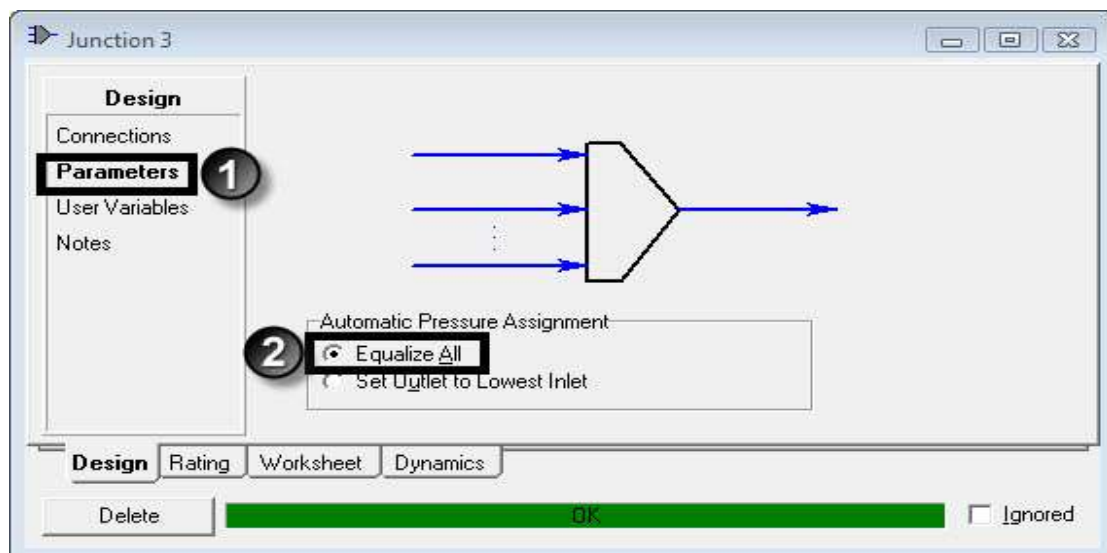 Junction 3
Design
Connections
Parameters
1
User Variables
Notes
Automatic Pressure Assignment
2
Equalize All
Set Outlet to Lowest Inlet
Design Rating Worksheet Dynamics
Delete OK Ignored